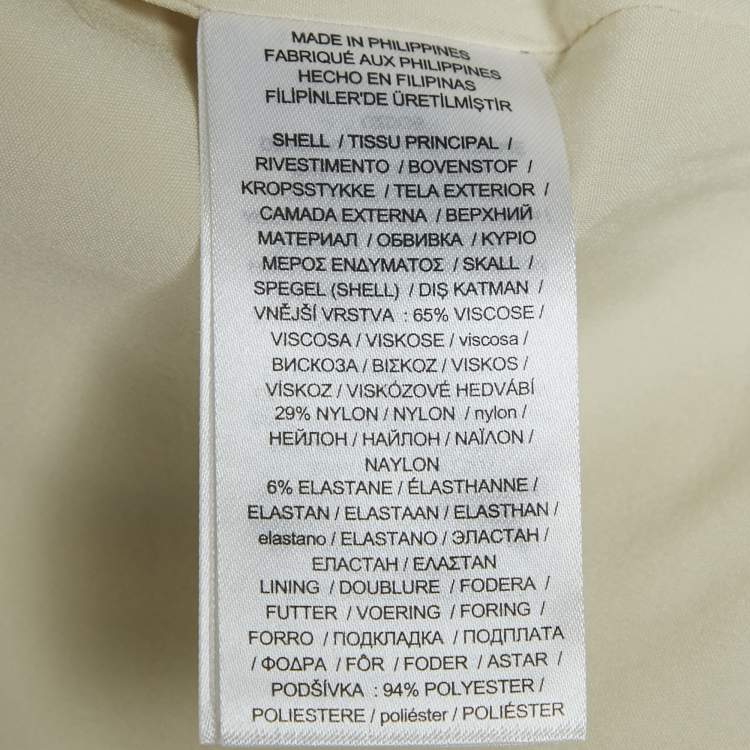 MADE IN PHILIPPINES
FABRIQUÉ AUX PHILIPPINES
HECHO EN FILIPINAS
FİLİPİNLER'DE ÜRETİLMİŞTİR
SHELL / TISSU PRINCIPAL /
RIVESTIMENTO / BOVENSTOF /
KROPSSTYKKE / TELA EXTERIOR /
CAMADA EXTERNA / ВЕРХНИЙ
МАТЕРИАЛ / ОБВИВКА / ΚΥΡΙΟ
ΜΕΡΟΣ ΕΝΔΥΜΑΤΟΣ / SKALL /
SPEGEL (SHELL) / DIŞ KATMAN /
VNĚJŠÍ VRSTVA : 65% VISCOSE /
VISCOSA / VISKOSE / viscosa /
ВИСКОЗА / ΒΙΣΚΟΖ / VISKOS /
VİSKOZ / VISKÓZOVÉ HEDVÁBÍ
29% NYLON / NYLON / nylon /
НЕЙЛОН / НАЙЛОН / ΝΑΪΛΟΝ /
NAYLON
6% ELASTANE / ÉLASTHANNE /
ELASTAN / ELASTAAN / ELASTHAN /
elastano / ELASTANO / ЭЛАСТАН /
ЕЛАСТАН / ΕΛΑΣΤΑΝ
LINING / DOUBLURE / FODERA /
FUTTER / VOERING / FORING /
FORRO / ПОДКЛАДКА / ПОДПЛАТА
/ ΦΟΔΡΑ / FÔR / FODER / ASTAR /
PODŠÍVKA : 94% POLYESTER /
POLIESTERE / poliéster / POLIÉSTER